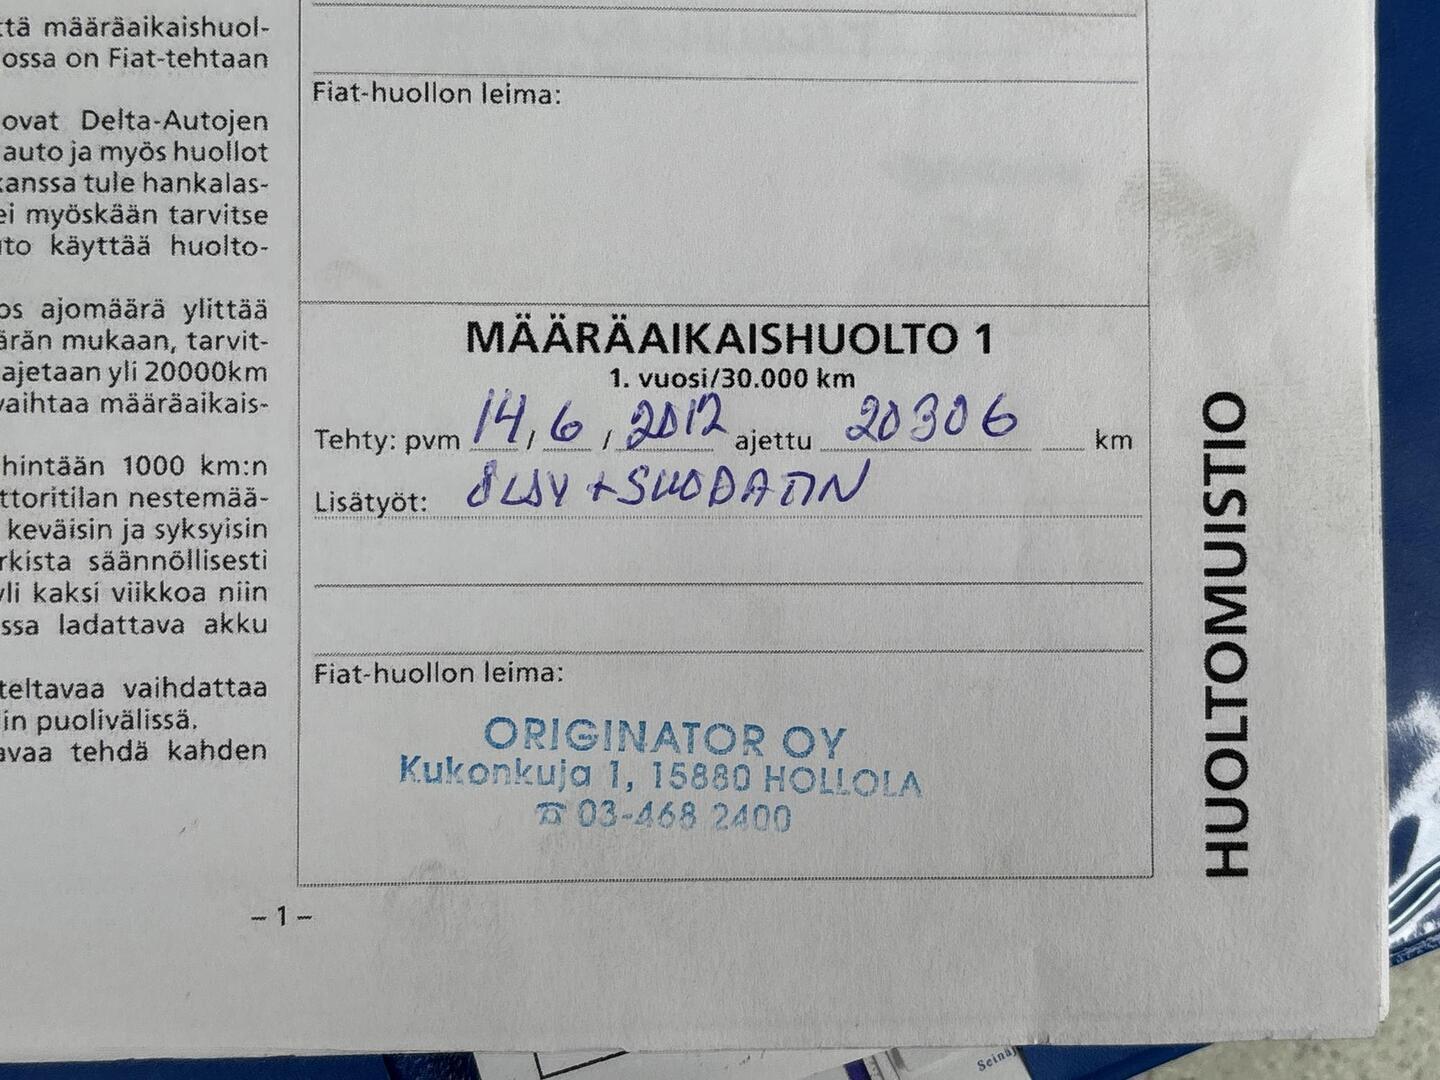 ttä määräaikaishuol-
ossa on Fiat-tehtaan
ovat Delta-Autojen
auto ja myös huollot
kanssa tule hankalas-
ei myöskään tarvitse
uto käyttää huolto-
os ajomäärä ylittää
ärän mukaan, tarvit-
ajetaan yli 20000km
vaihtaa määräaikais-
hintään 1000 km:n
ttoritilan nestemää-
keväisin ja syksyisin
rkista säännöllisesti
yli kaksi viikkoa niin
ssa ladattava akku
teltavaa vaihdattaa
lin puolivälissä.
avaa tehdä kahden
Fiat-huollon leima:
MÄÄRÄAIKAISHUOLTO 1
1. vuosi/30.000 km
Tehty: pvm 14 / 6 / 2012 ajettu 20306 km
Lisätyöt: ÖLJY + SUODATIN
Fiat-huollon leima:
ORIGINATOR OY
Kukonkuja 1, 15880 HOLLOLA
☎ 03-468 2400
– 1 –
HUOLTOMUISTIO
Seinäj